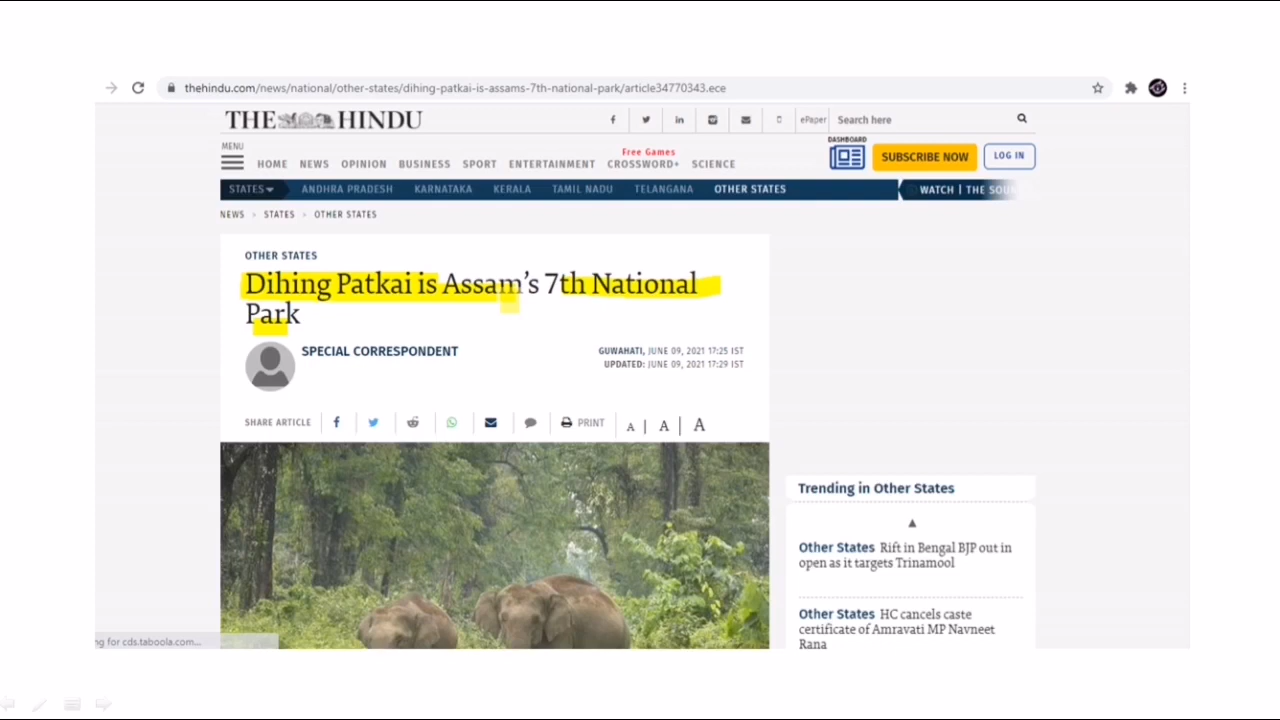 thehindu.com/news/national/other-states/dihing-patkai-is-assams-7th-national-park/article34770343.ece
THE HINDU
ePaper
Search here
MENU
HOME NEWS OPINION BUSINESS SPORT ENTERTAINMENT CROSSWORD+ SCIENCE
Free Games
DASHBOARD
SUBSCRIBE NOW
LOG IN
STATES ANDHRA PRADESH KARNATAKA KERALA TAMIL NADU TELANGANA OTHER STATES
WATCH | THE
NEWS > STATES > OTHER STATES
OTHER STATES
Dihing Patkai is Assam’s 7th National
Park
SPECIAL CORRESPONDENT
GUWAHATI, JUNE 09, 2021 17:25 IST
UPDATED: JUNE 09, 2021 17:29 IST
SHARE ARTICLE
PRINT
A | A | A
Trending in Other States
Other States Rift in Bengal BJP out in
open as it targets Trinamool
Other States HC cancels caste
certificate of Amravati MP Navneet
Rana
for cds.taboola.com...